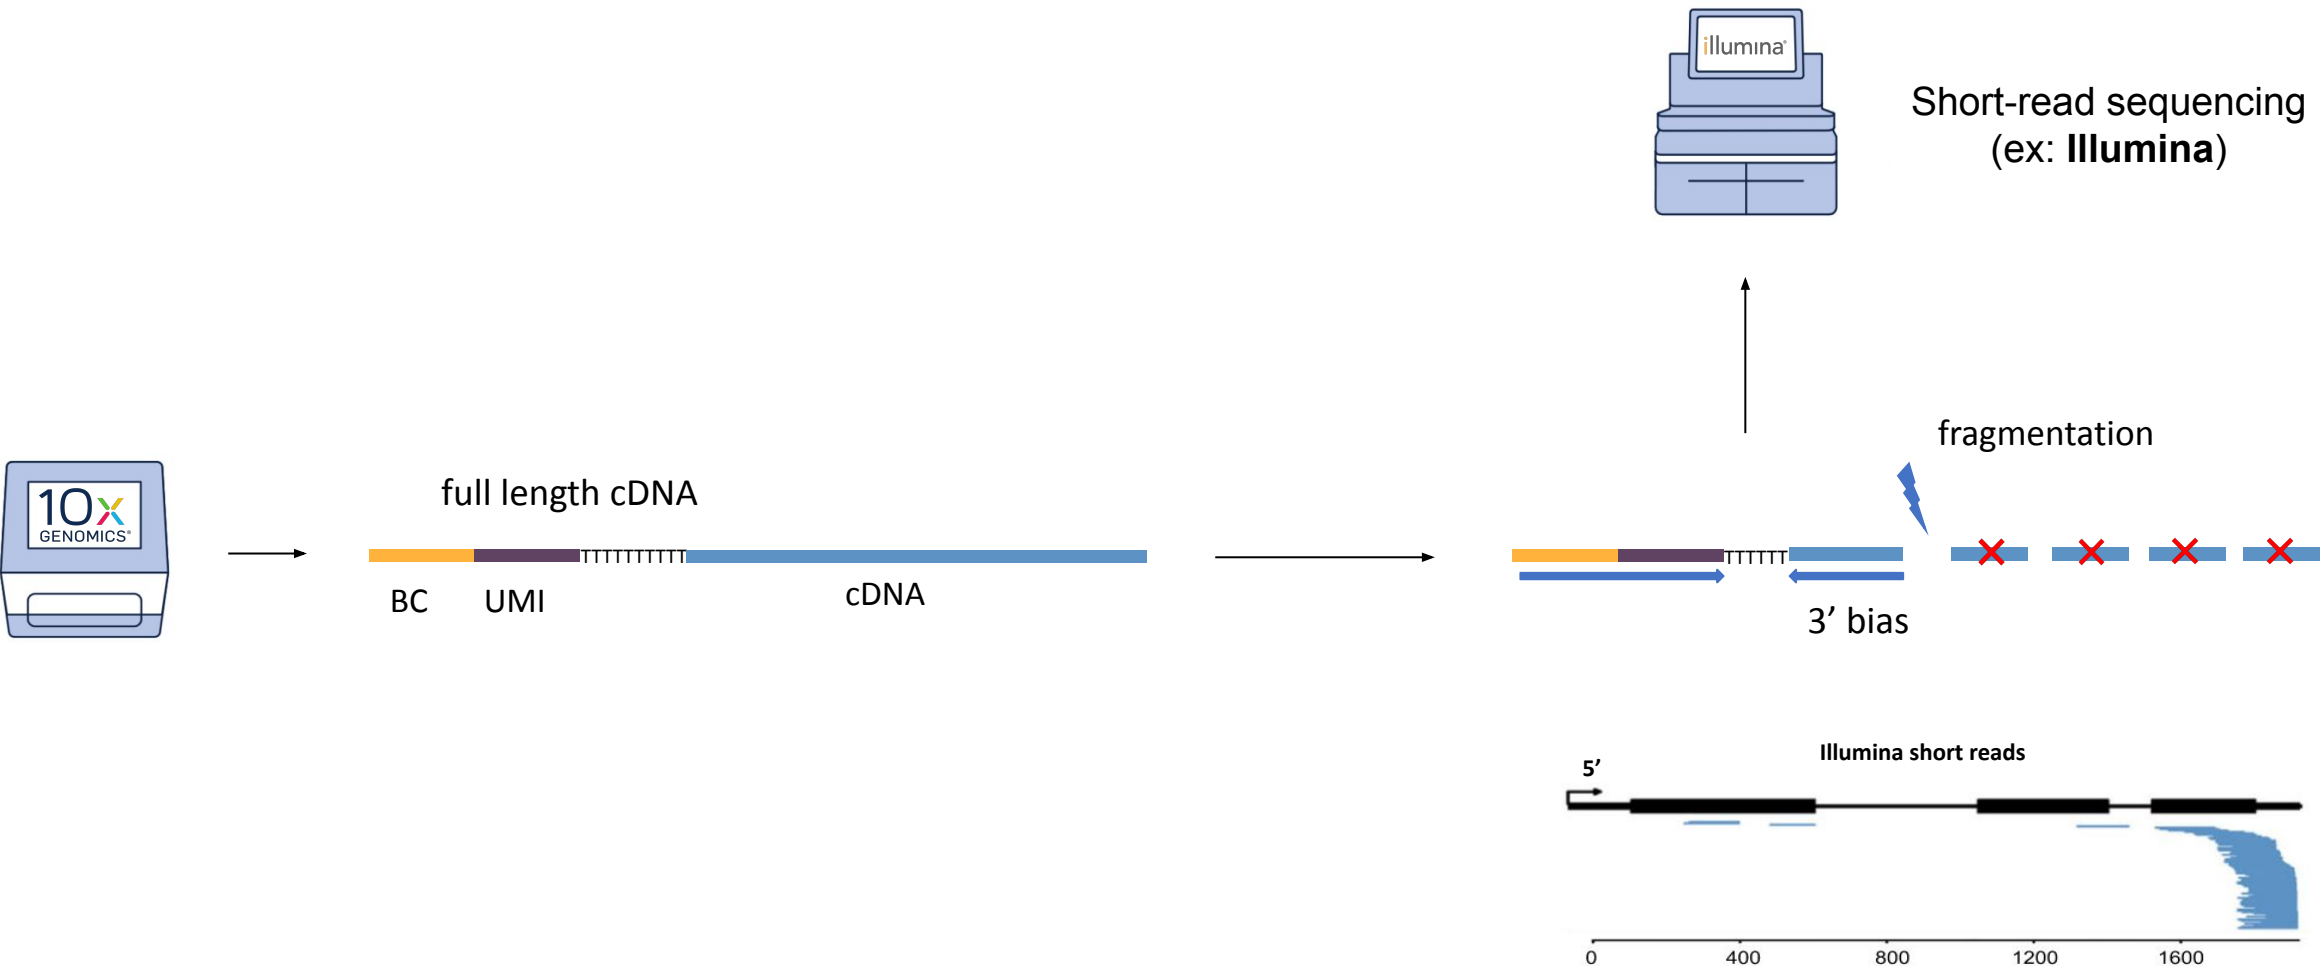 illumina®
Short-read sequencing
(ex: Illumina)
fragmentation
10x
GENOMICS®
full length cDNA
TTTTTTTTTT
BC
UMI
cDNA
TTTTTT
3’ bias
Illumina short reads
5’
0 400 800 1200 1600